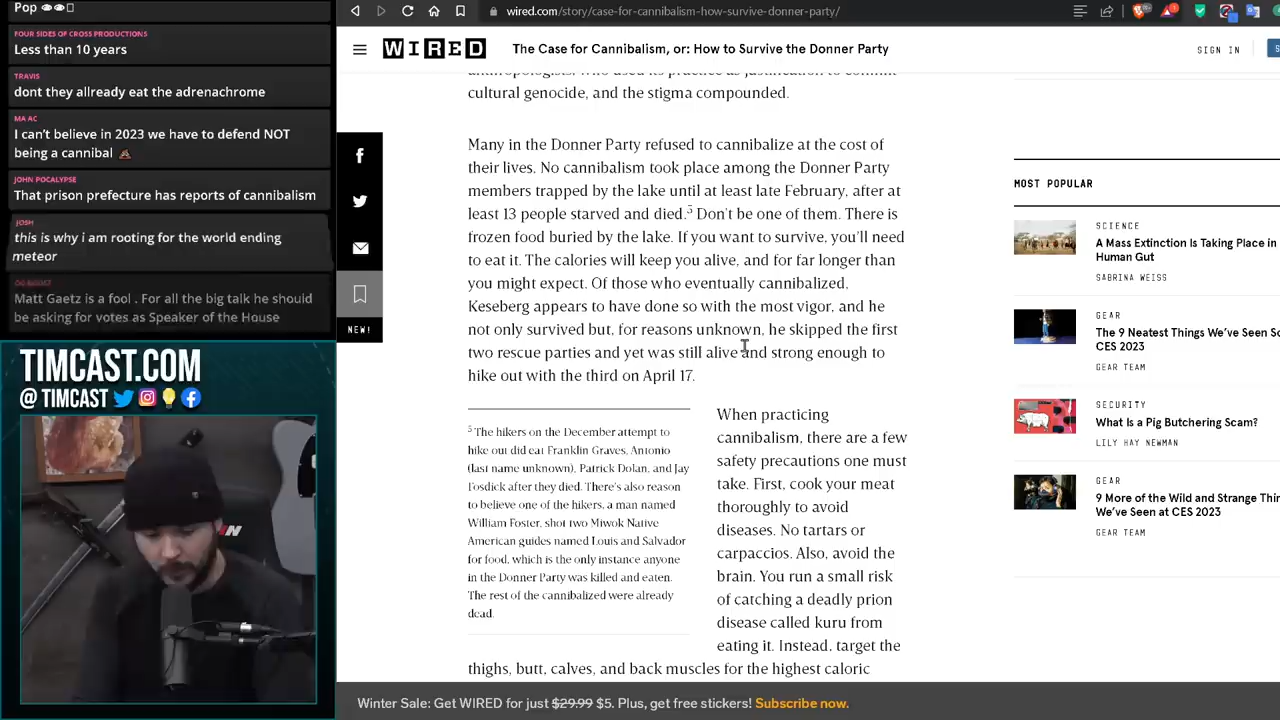 Pop
FOUR SIDES OF CROSS PRODUCTIONS
Less than 10 years
TRAVIS
dont they allready eat the adrenachrome
MA AC
I can't believe in 2023 we have to defend NOT
being a cannibal
JOHN POCALYPSE
That prison prefecture has reports of cannibalism
JOSH
this is why i am rooting for the world ending
meteor
Matt Gaetz is a fool . For all the big talk he should
be asking for votes as Speaker of the House
TIMCAST.COM
@ TIMCAST
wired.com/story/case-for-cannibalism-how-survive-donner-party/
WIRED
The Case for Cannibalism, or: How to Survive the Donner Party
SIGN IN
NEW!
anthropologists, who used its practice as justification to commit
cultural genocide, and the stigma compounded.
Many in the Donner Party refused to cannibalize at the cost of
their lives. No cannibalism took place among the Donner Party
members trapped by the lake until at least late February, after at
least 13 people starved and died.5 Don't be one of them. There is
frozen food buried by the lake. If you want to survive, you'll need
to eat it. The calories will keep you alive, and for far longer than
you might expect. Of those who eventually cannibalized,
Keseberg appears to have done so with the most vigor, and he
not only survived but, for reasons unknown, he skipped the first
two rescue parties and yet was still alive and strong enough to
hike out with the third on April 17.
5 The hikers on the December attempt to
hike out did eat Franklin Graves, Antonio
(last name unknown), Patrick Dolan, and Jay
Fosdick after they died. There's also reason
to believe one of the hikers, a man named
William Foster, shot two Miwok Native
American guides named Louis and Salvador
for food, which is the only instance anyone
in the Donner Party was killed and eaten.
The rest of the cannibalized were already
dead.
When practicing
cannibalism, there are a few
safety precautions one must
take. First, cook your meat
thoroughly to avoid
diseases. No tartars or
carpaccios. Also, avoid the
brain. You run a small risk
of catching a deadly prion
disease called kuru from
eating it. Instead, target the
thighs, butt, calves, and back muscles for the highest caloric
MOST POPULAR
SCIENCE
A Mass Extinction Is Taking Place in
Human Gut
SABRINA WEISS
GEAR
The 9 Neatest Things We've Seen
CES 2023
GEAR TEAM
SECURITY
What Is a Pig Butchering Scam?
LILY HAY NEWMAN
GEAR
9 More of the Wild and Strange
We've Seen at CES 2023
GEAR TEAM
Winter Sale: Get WIRED for just $29.99 $5. Plus, get free stickers! Subscribe now.